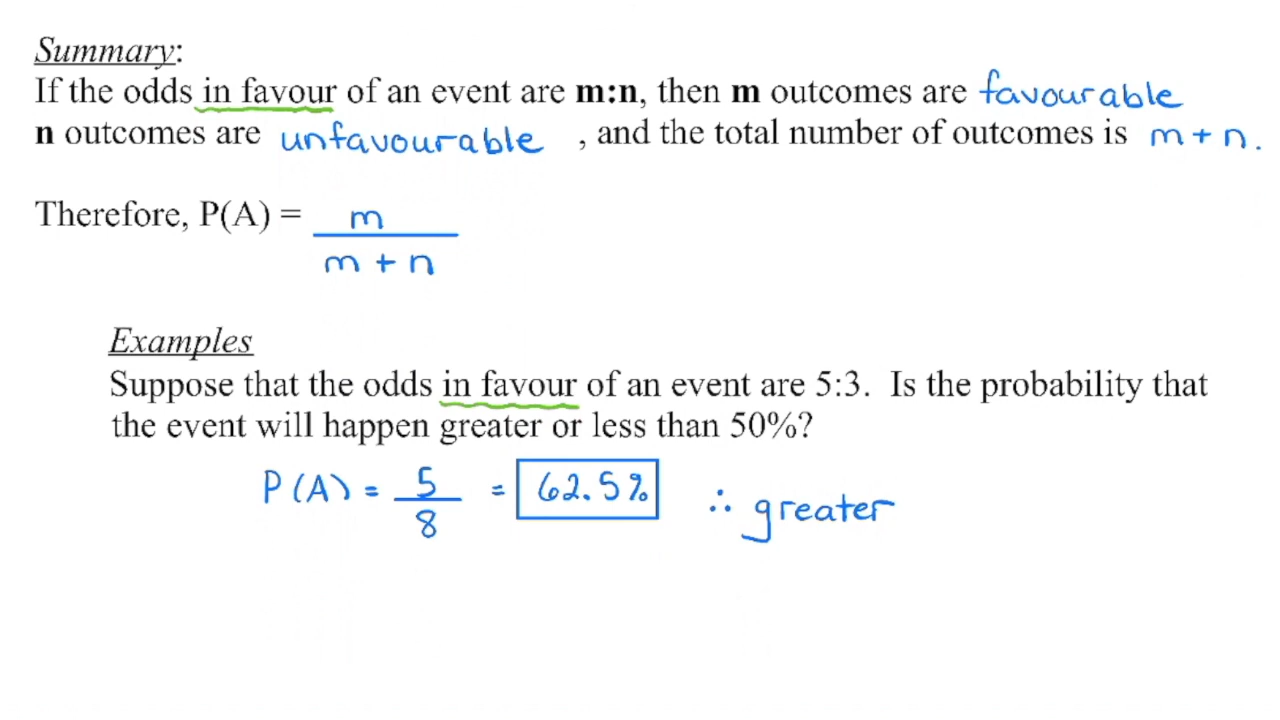 Summary:
If the odds in favour of an event are m:n, then m outcomes are favourable
n outcomes are unfavourable , and the total number of outcomes is m + n.
Therefore, P(A) = m
m + n
Examples
Suppose that the odds in favour of an event are 5:3. Is the probability that
the event will happen greater or less than 50%?
P(A) = 5 = 62.5% ∴ greater
8